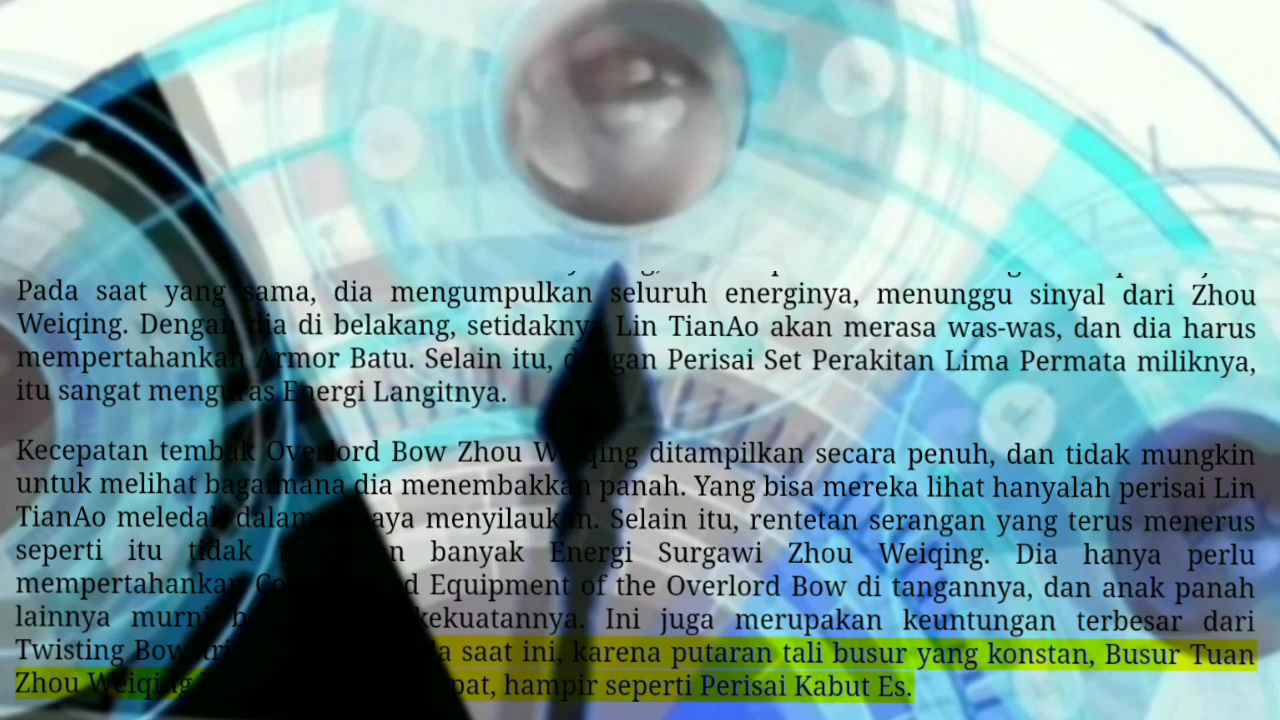 Pada saat yang sama, dia mengumpulkan seluruh energinya, menunggu sinyal dari Zhou
Weiqing. Dengan dia di belakang, setidaknya Lin TianAo akan merasa was-was, dan dia harus
mempertahankan Armor Batu. Selain itu, dengan Perisai Set Perakitan Lima Permata miliknya,
itu sangat menguras Energi Langitnya.
Kecepatan tembak Overlord Bow Zhou Weiqing ditampilkan secara penuh, dan tidak mungkin
untuk melihat bagaimana dia menembakkan panah. Yang bisa mereka lihat hanyalah perisai Lin
TianAo meledak dalam cahaya menyilaukan. Selain itu, rentetan serangan yang terus menerus
seperti itu tidak banyak Energi Surgawi Zhou Weiqing. Dia hanya perlu
mempertahankan Equipment of the Overlord Bow di tangannya, dan anak panah
lainnya murni kekuatannya. Ini juga merupakan keuntungan terbesar dari
Twisting Bow saat ini, karena putaran tali busur yang konstan, Busur Tuan
Zhou Weiqing hampir seperti Perisai Kabut Es.